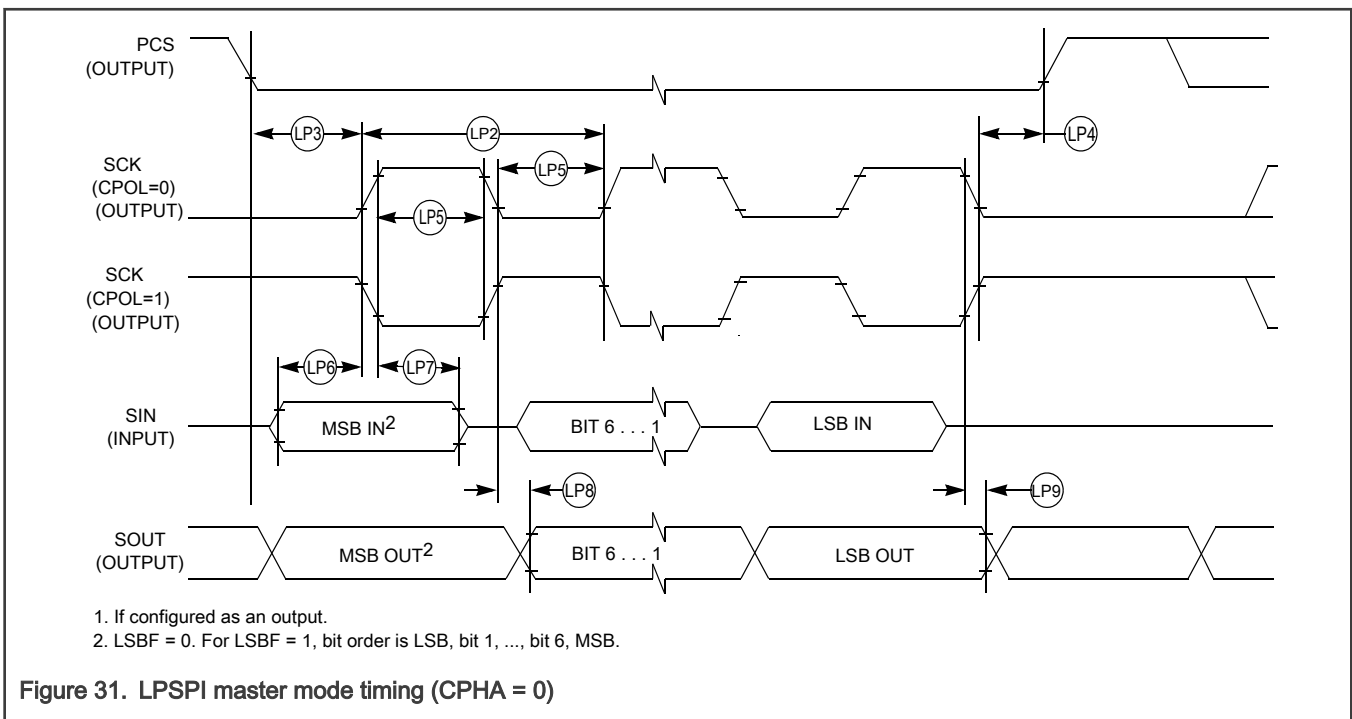 PCS
(OUTPUT)
LP3
LP2
LP4
SCK
(CPOL=0)
(OUTPUT)
LP5
LP5
SCK
(CPOL=1)
(OUTPUT)
LP6
LP7
SIN
(INPUT)
MSB IN2
BIT 6 . . . 1
LSB IN
LP8
LP9
SOUT
(OUTPUT)
MSB OUT2
BIT 6 . . . 1
LSB OUT
1. If configured as an output.
2. LSBF = 0. For LSBF = 1, bit order is LSB, bit 1, ..., bit 6, MSB.
Figure 31. LPSPI master mode timing (CPHA = 0)